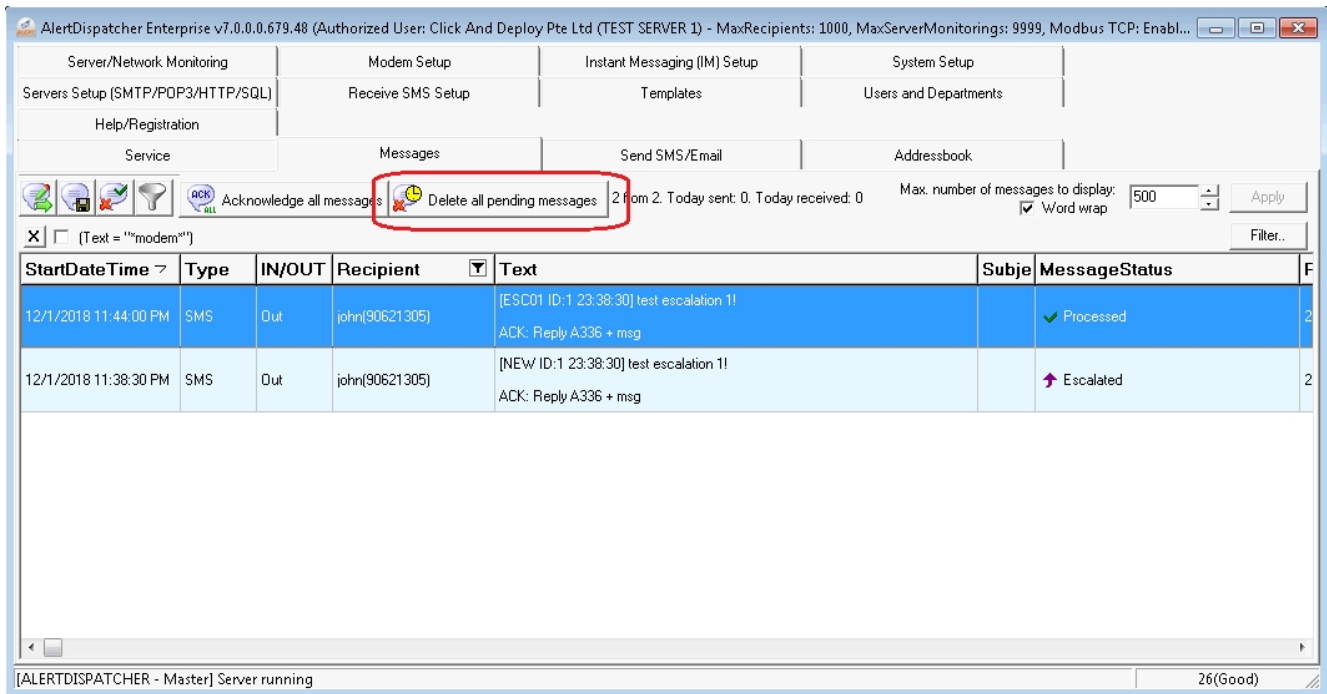 AlertDispatcher Enterprise v7.0.0.0.679.48 (Authorized User: Click And Deploy Pte Ltd (TEST SERVER 1) - MaxRecipients: 1000, MaxServerMonitorings: 9999, Modbus TCP: Enabl...
Server/Network Monitoring Modem Setup Instant Messaging (IM) Setup System Setup
Servers Setup (SMTP/POP3/HTTP/SQL) Receive SMS Setup Templates Users and Departments
Help/Registration
Service Messages Send SMS/Email Addressbook
ACK ALL Acknowledge all messages Delete all pending messages 2 from 2. Today sent: 0. Today received: 0 Max. number of messages to display: 500 Apply
Word wrap
X (Text = "*modem*") Filter..
StartDateTime Type IN/OUT Recipient Text Subje MessageStatus F
[ESC01 ID:1 23:38:30] test escalation 1!
12/1/2018 11:44:00 PM SMS Out john(90621305) Processed 2
ACK: Reply A336 + msg
[NEW ID:1 23:38:30] test escalation 1!
12/1/2018 11:38:30 PM SMS Out john(90621305) Escalated 2
ACK: Reply A336 + msg
[ALERTDISPATCHER - Master] Server running 26(Good)